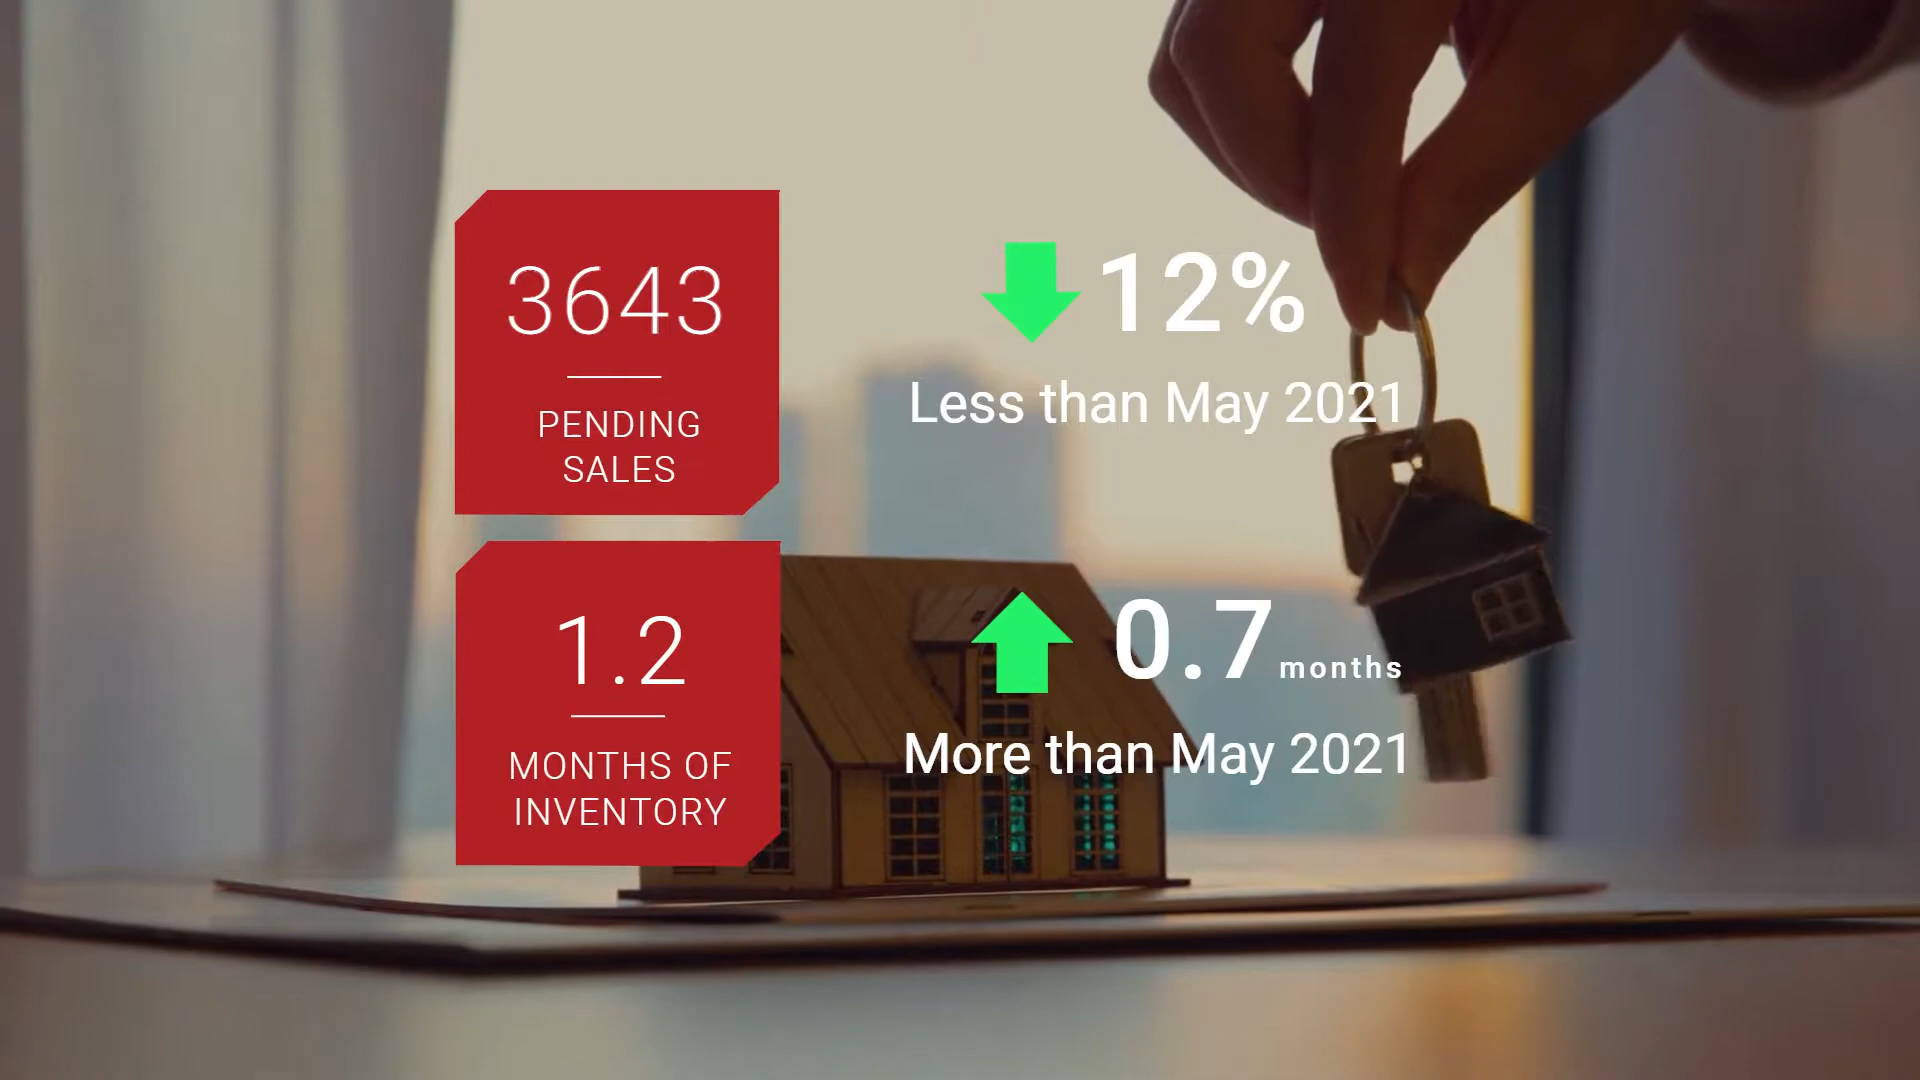 3643
PENDING
SALES
12%
Less than May 2021
1.2
MONTHS OF
INVENTORY
0.7 months
More than May 2021